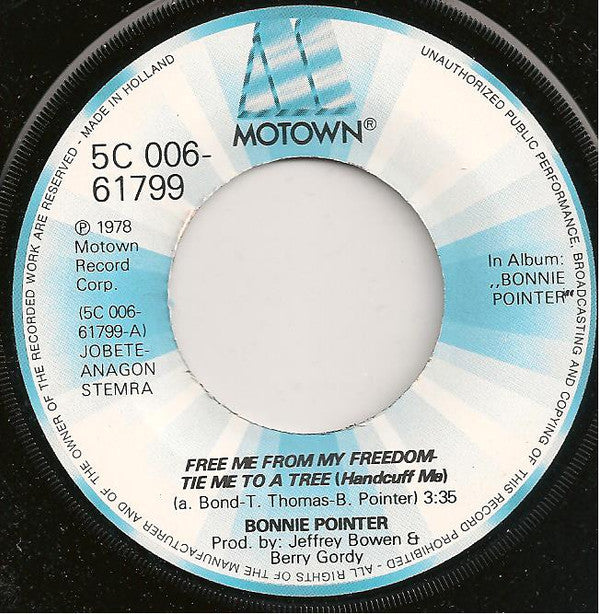 MOTOWN®
5C 006-
61799
℗ 1978
Motown
Record
Corp.
(5C 006-
61799-A)
JOBETE-
ANAGON
STEMRA
In Album:
„BONNIE
POINTER"
FREE ME FROM MY FREEDOM-
TIE ME TO A TREE (Handcuff Me)
(a. Bond-T. Thomas-B. Pointer) 3:35
BONNIE POINTER
Prod. by: Jeffrey Bowen &
Berry Gordy
UNAUTHORIZED PUBLIC PERFORMANCE, BROADCASTING AND COPYING OF THIS RECORD PROHIBITED - ALL RIGHTS OF THE MANUFACTURER AND OF THE OWNER OF THE RECORDED WORK ARE RESERVED - MADE IN HOLLAND